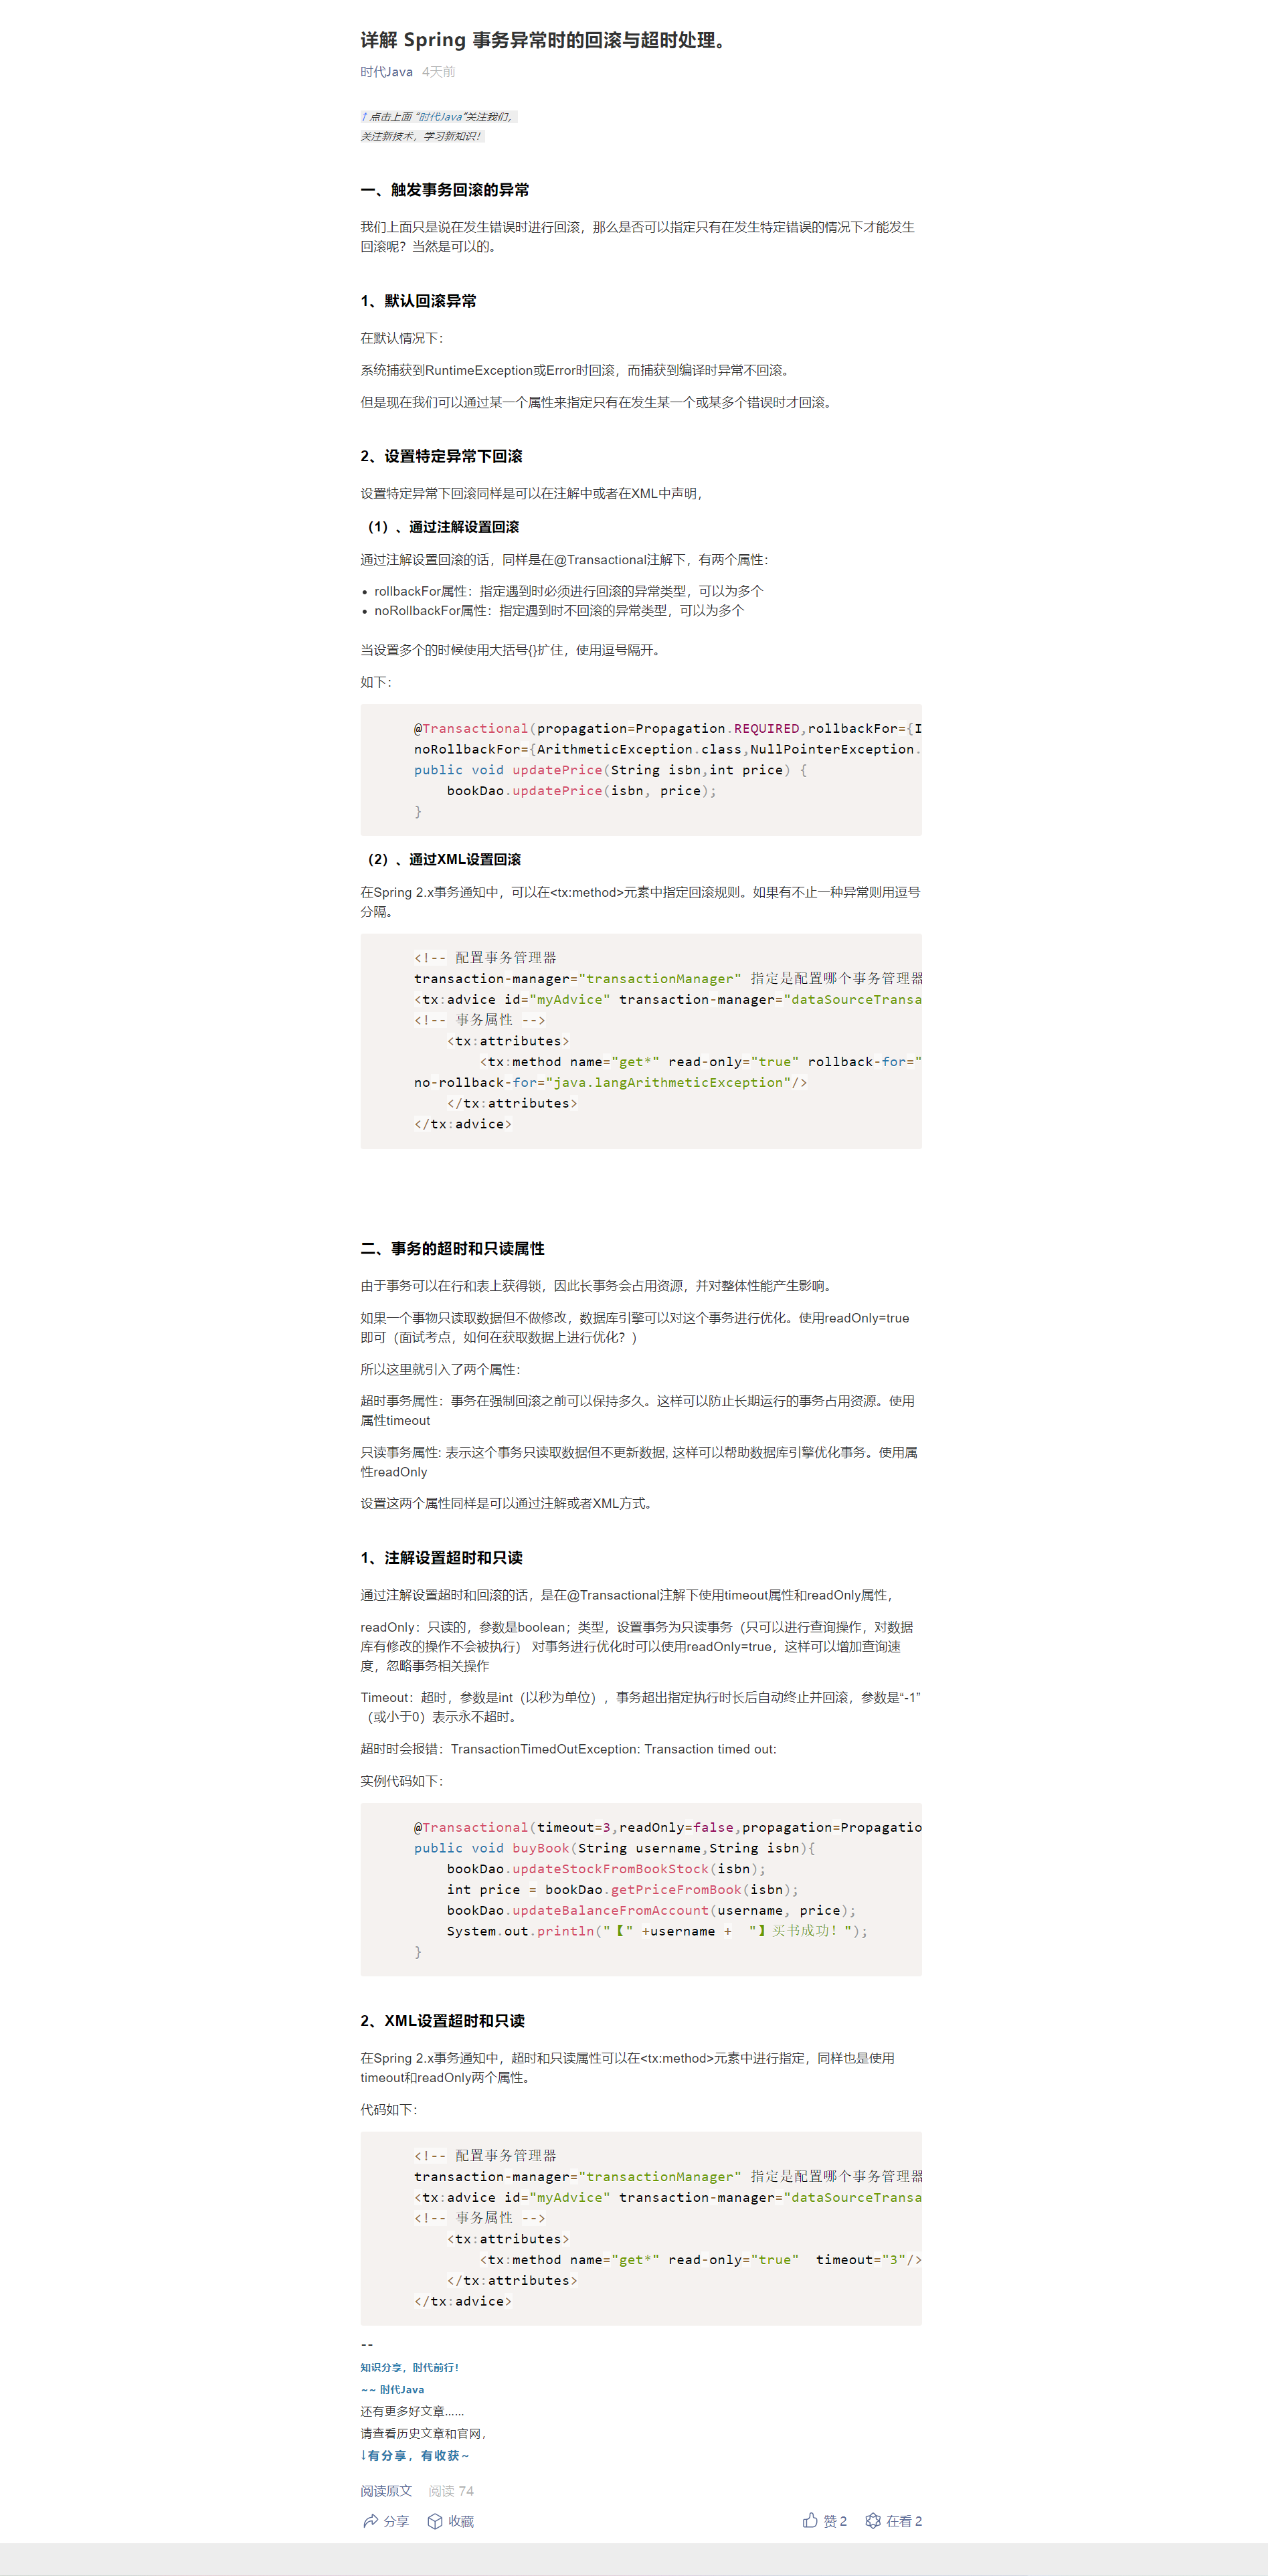 详解 Spring 事务异常时的回滚与超时处理。
时代Java 4天前
↑点击上面 “时代Java”关注我们,
关注新技术，学习新知识！
一、触发事务回滚的异常
我们上面只是说在发生错误时进行回滚，那么是否可以指定只有在发生特定错误的情况下才能发生
回滚呢？当然是可以的。
1、默认回滚异常
在默认情况下：
系统捕获到RuntimeException或Error时回滚，而捕获到编译时异常不回滚。
但是现在我们可以通过某一个属性来指定只有在发生某一个或某多个错误时才回滚。
2、设置特定异常下回滚
设置特定异常下回滚同样是可以在注解中或者在XML中声明，
（1）、通过注解设置回滚
通过注解设置回滚的话，同样是在@Transactional注解下，有两个属性：
• rollbackFor属性：指定遇到时必须进行回滚的异常类型，可以为多个
• noRollbackFor属性：指定遇到时不回滚的异常类型，可以为多个
当设置多个的时候使用大括号{}扩住，使用逗号隔开。
如下：
@Transactional(propagation=Propagation.REQUIRED,rollbackFor={I
noRollbackFor={ArithmeticException.class,NullPointerException.
public void updatePrice(String isbn,int price) {
    bookDao.updatePrice(isbn, price);
}
（2）、通过XML设置回滚
在Spring 2.x事务通知中，可以在<tx:method>元素中指定回滚规则。如果有不止一种异常则用逗号
分隔。
<!-- 配置事务管理器
transaction-manager="transactionManager" 指定是配置哪个事务管理器
<tx:advice id="myAdvice" transaction-manager="dataSourceTransa
<!-- 事务属性 -->
    <tx:attributes>
        <tx:method name="get*" read-only="true" rollback-for="
no-rollback-for="java.langArithmeticException"/>
    </tx:attributes>
</tx:advice>
二、事务的超时和只读属性
由于事务可以在行和表上获得锁，因此长事务会占用资源，并对整体性能产生影响。
如果一个事物只读取数据但不做修改，数据库引擎可以对这个事务进行优化。使用readOnly=true
即可（面试考点，如何在获取数据上进行优化？）
所以这里就引入了两个属性：
超时事务属性：事务在强制回滚之前可以保持多久。这样可以防止长期运行的事务占用资源。使用
属性timeout
只读事务属性: 表示这个事务只读取数据但不更新数据, 这样可以帮助数据库引擎优化事务。使用属
性readOnly
设置这两个属性同样是可以通过注解或者XML方式。
1、注解设置超时和只读
通过注解设置超时和回滚的话，是在@Transactional注解下使用timeout属性和readOnly属性，
readOnly：只读的，参数是boolean；类型，设置事务为只读事务（只可以进行查询操作，对数据
库有修改的操作不会被执行） 对事务进行优化时可以使用readOnly=true，这样可以增加查询速
度，忽略事务相关操作
Timeout：超时，参数是int（以秒为单位），事务超出指定执行时长后自动终止并回滚，参数是“-1”
（或小于0）表示永不超时。
超时时会报错：TransactionTimedOutException: Transaction timed out:
实例代码如下：
@Transactional(timeout=3,readOnly=false,propagation=Propagatio
public void buyBook(String username,String isbn){
    bookDao.updateStockFromBookStock(isbn);
    int price = bookDao.getPriceFromBook(isbn);
    bookDao.updateBalanceFromAccount(username, price);
    System.out.println("【" +username +  "】买书成功！");
}
2、XML设置超时和只读
在Spring 2.x事务通知中，超时和只读属性可以在<tx:method>元素中进行指定，同样也是使用
timeout和readOnly两个属性。
代码如下：
<!-- 配置事务管理器
transaction-manager="transactionManager" 指定是配置哪个事务管理器
<tx:advice id="myAdvice" transaction-manager="dataSourceTransa
<!-- 事务属性 -->
    <tx:attributes>
        <tx:method name="get*" read-only="true"  timeout="3"/>
    </tx:attributes>
</tx:advice>
--
知识分享，时代前行！
~~ 时代Java
还有更多好文章……
请查看历史文章和官网，
↓有分享，有收获~
阅读原文 阅读 74
分享 收藏 赞 2 在看 2